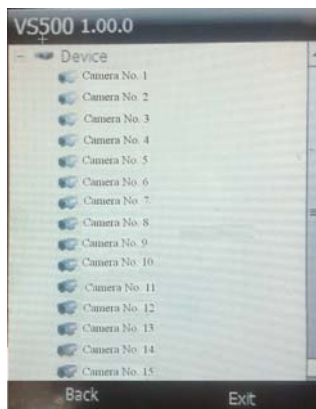 VS500 1.00.0
Device
Camera No. 1
Camera No. 2
Camera No. 3
Camera No. 4
Camera No. 5
Camera No. 6
Camera No. 7
Camera No. 8
Camera No. 9
Camera No. 10
Camera No. 11
Camera No. 12
Camera No. 13
Camera No. 14
Camera No. 15
Back Exit